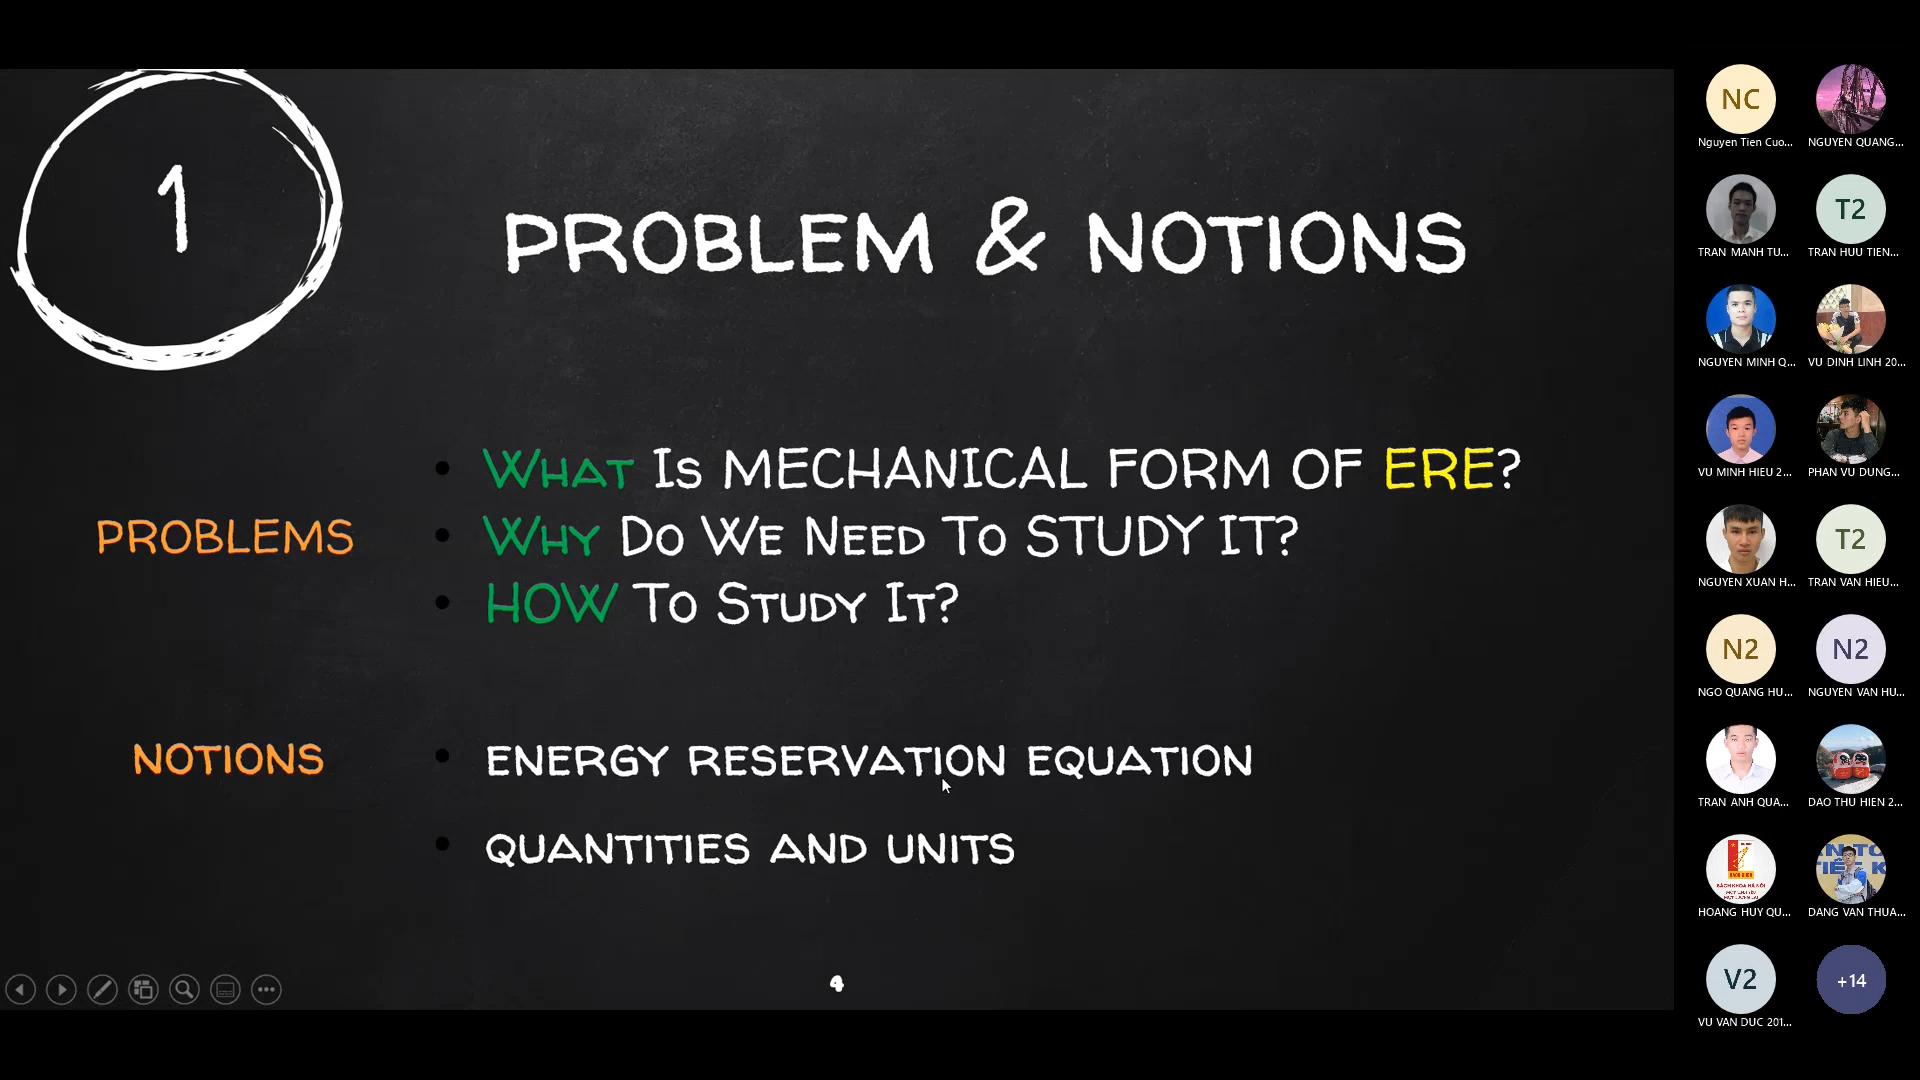 1
PROBLEM & NOTIONS
PROBLEMS
What Is MECHANICAL FORM OF ERE?
Why Do We Need To STUDY IT?
HOW To Study It?
NOTIONS
ENERGY RESERVATION EQUATION
QUANTITIES AND UNITS
4
NC
Nguyen Tien Cuo...
NGUYEN QUANG...
TRAN MANH TU...
T2
TRAN HUU TIEN...
NGUYEN MINH Q...
VU DINH LINH 20...
VU MINH HIEU 2...
PHAN VU DUNG...
NGUYEN XUAN H...
T2
TRAN VAN HIEU...
N2
NGO QUANG HU...
N2
NGUYEN VAN HU...
TRAN ANH QUA...
DAO THU HIEN 2...
HOANG HUY QU...
DANG VAN THUA...
V2
VU VAN DUC 201...
+14